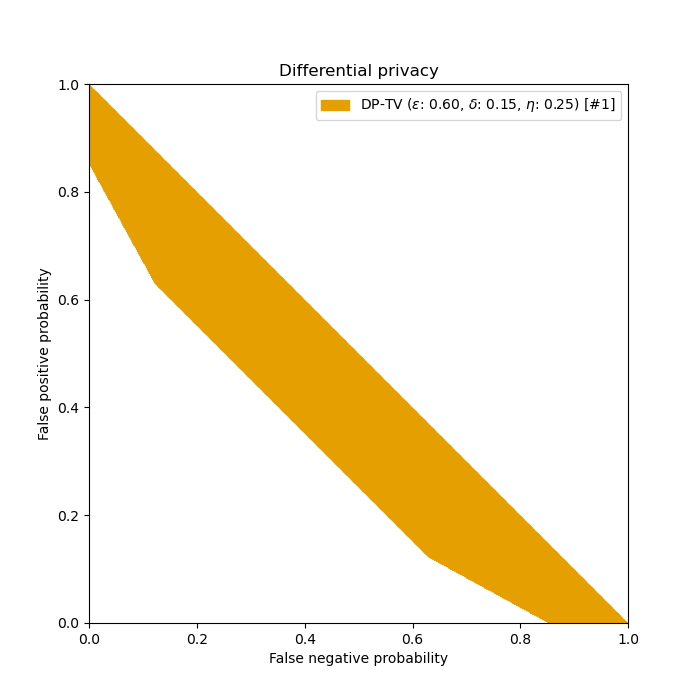 Differential privacy
DP-TV (ε: 0.60, δ: 0.15, η: 0.25) [#1]
1.0
0.8
0.6
0.4
0.2
0.0
False positive probability
0.0 0.2 0.4 0.6 0.8 1.0
False negative probability